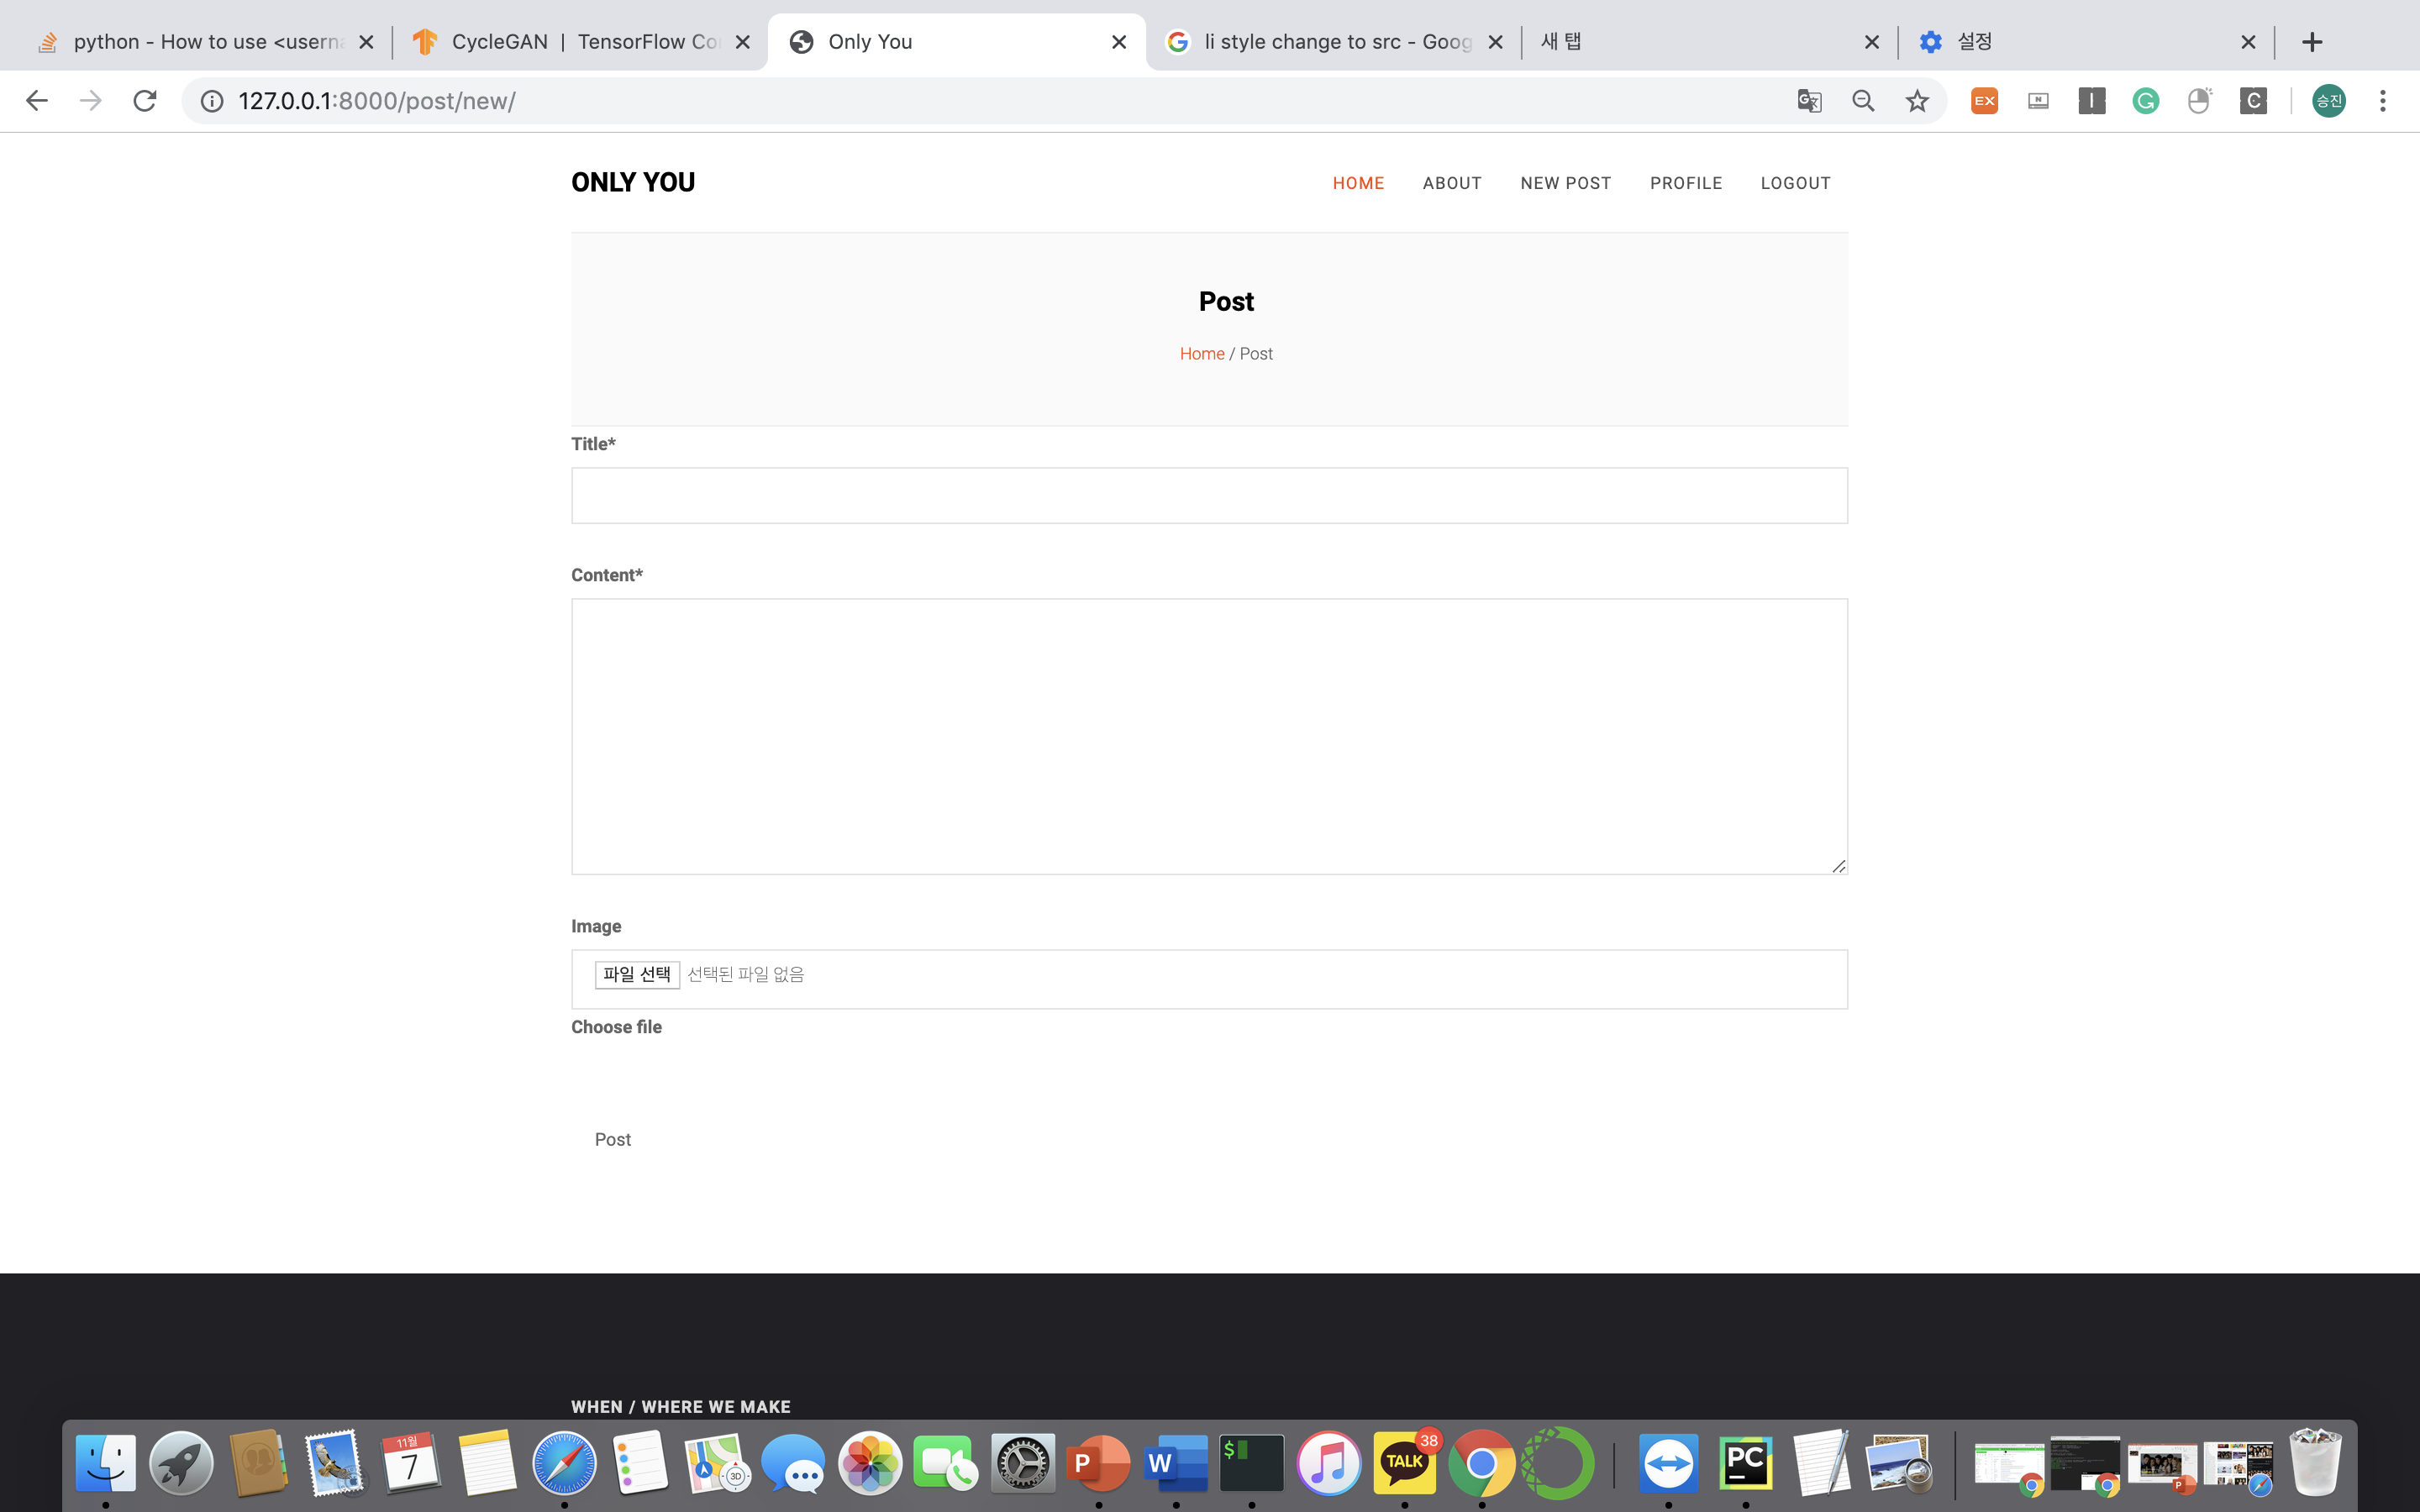 python - How to use <userna
CycleGAN | TensorFlow Co
Only You
li style change to src - Goog
새 탭
설정
127.0.0.1:8000/post/new/
EX
승진
ONLY YOU
HOME ABOUT NEW POST PROFILE LOGOUT
Post
Home / Post
Title*
Content*
Image
파일 선택 선택된 파일 없음
Choose file
Post
WHEN / WHERE WE MAKE
11월
7
3D
P
W
$
TALK
38
PC